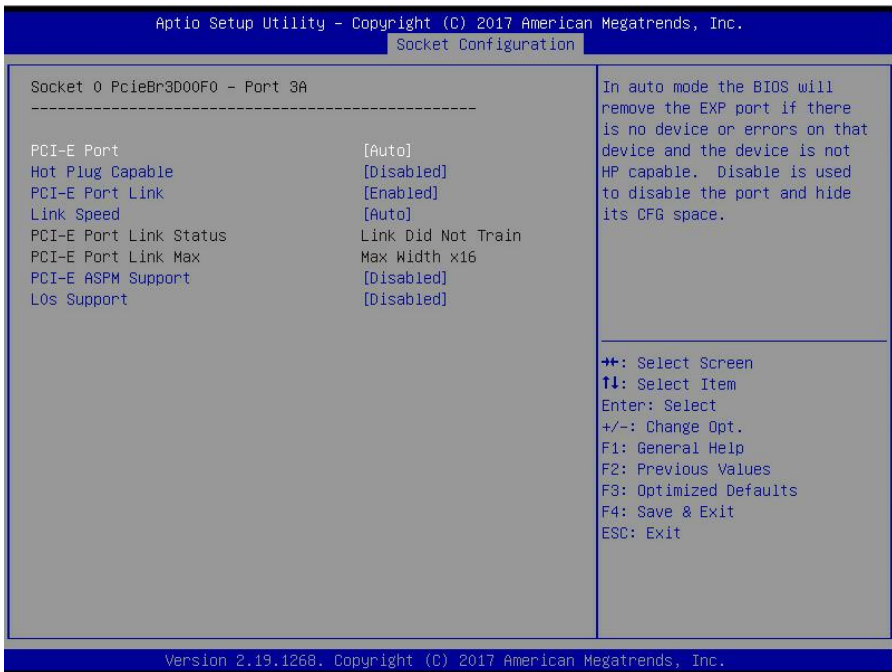 Aptio Setup Utility – Copyright (C) 2017 American Megatrends, Inc.
Socket Configuration
Socket 0 PcieBr3D00F0 - Port 3A
--------------------------------------------------
PCI-E Port [Auto]
Hot Plug Capable [Disabled]
PCI-E Port Link [Enabled]
Link Speed [Auto]
PCI-E Port Link Status Link Did Not Train
PCI-E Port Link Max Max Width x16
PCI-E ASPM Support [Disabled]
L0s Support [Disabled]
In auto mode the BIOS will
remove the EXP port if there
is no device or errors on that
device and the device is not
HP capable. Disable is used
to disable the port and hide
its CFG space.
→←: Select Screen
↑↓: Select Item
Enter: Select
+/-: Change Opt.
F1: General Help
F2: Previous Values
F3: Optimized Defaults
F4: Save & Exit
ESC: Exit
Version 2.19.1268. Copyright (C) 2017 American Megatrends, Inc.